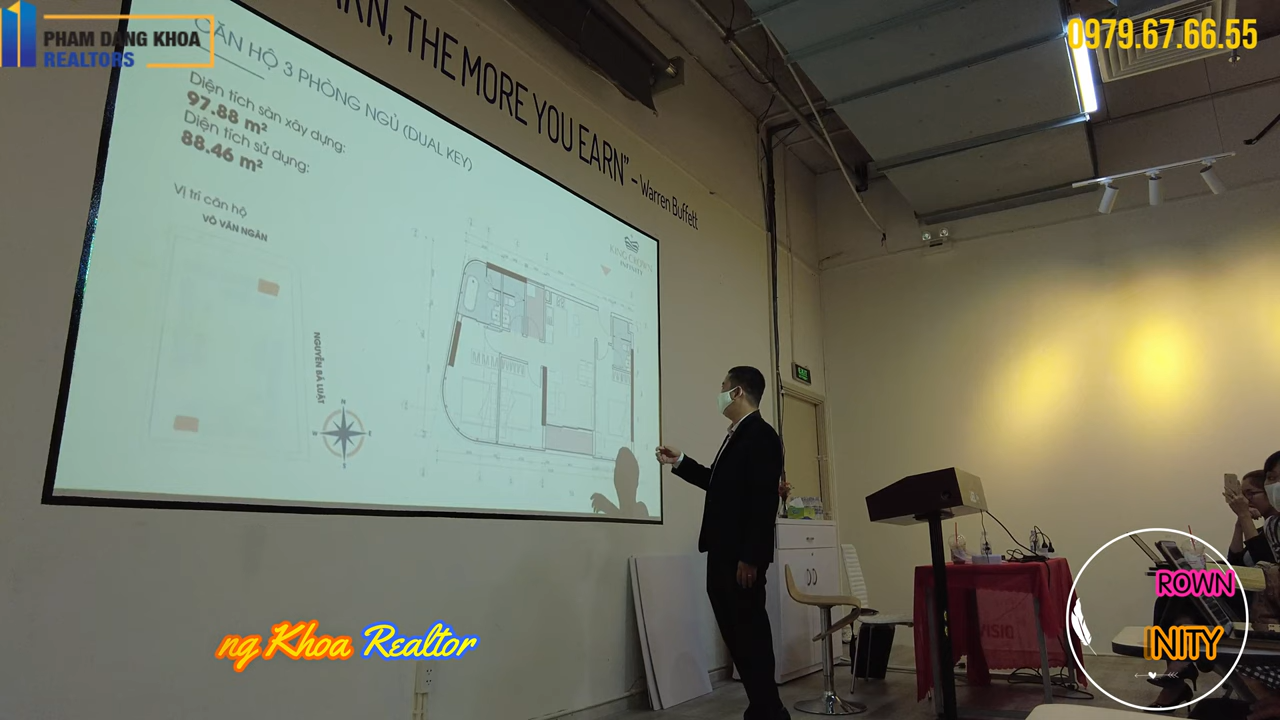 PHAM DANG KHOA
REALTORS
0979.67.66.55
ARN, THE MORE YOU EARN" - Warren Buffett
CĂN HỘ 3 PHÒNG NGỦ (DUAL KEY)
Diện tích sàn xây dựng:
97.88 m²
Diện tích sử dụng:
88.46 m²
Vị trí căn hộ
VÕ VĂN NGÂN
NGUYỄN BÁ LUẬT
KING CROWN
INFINITY
ng Khoa Realtor
ROWN
INITY
VISIO